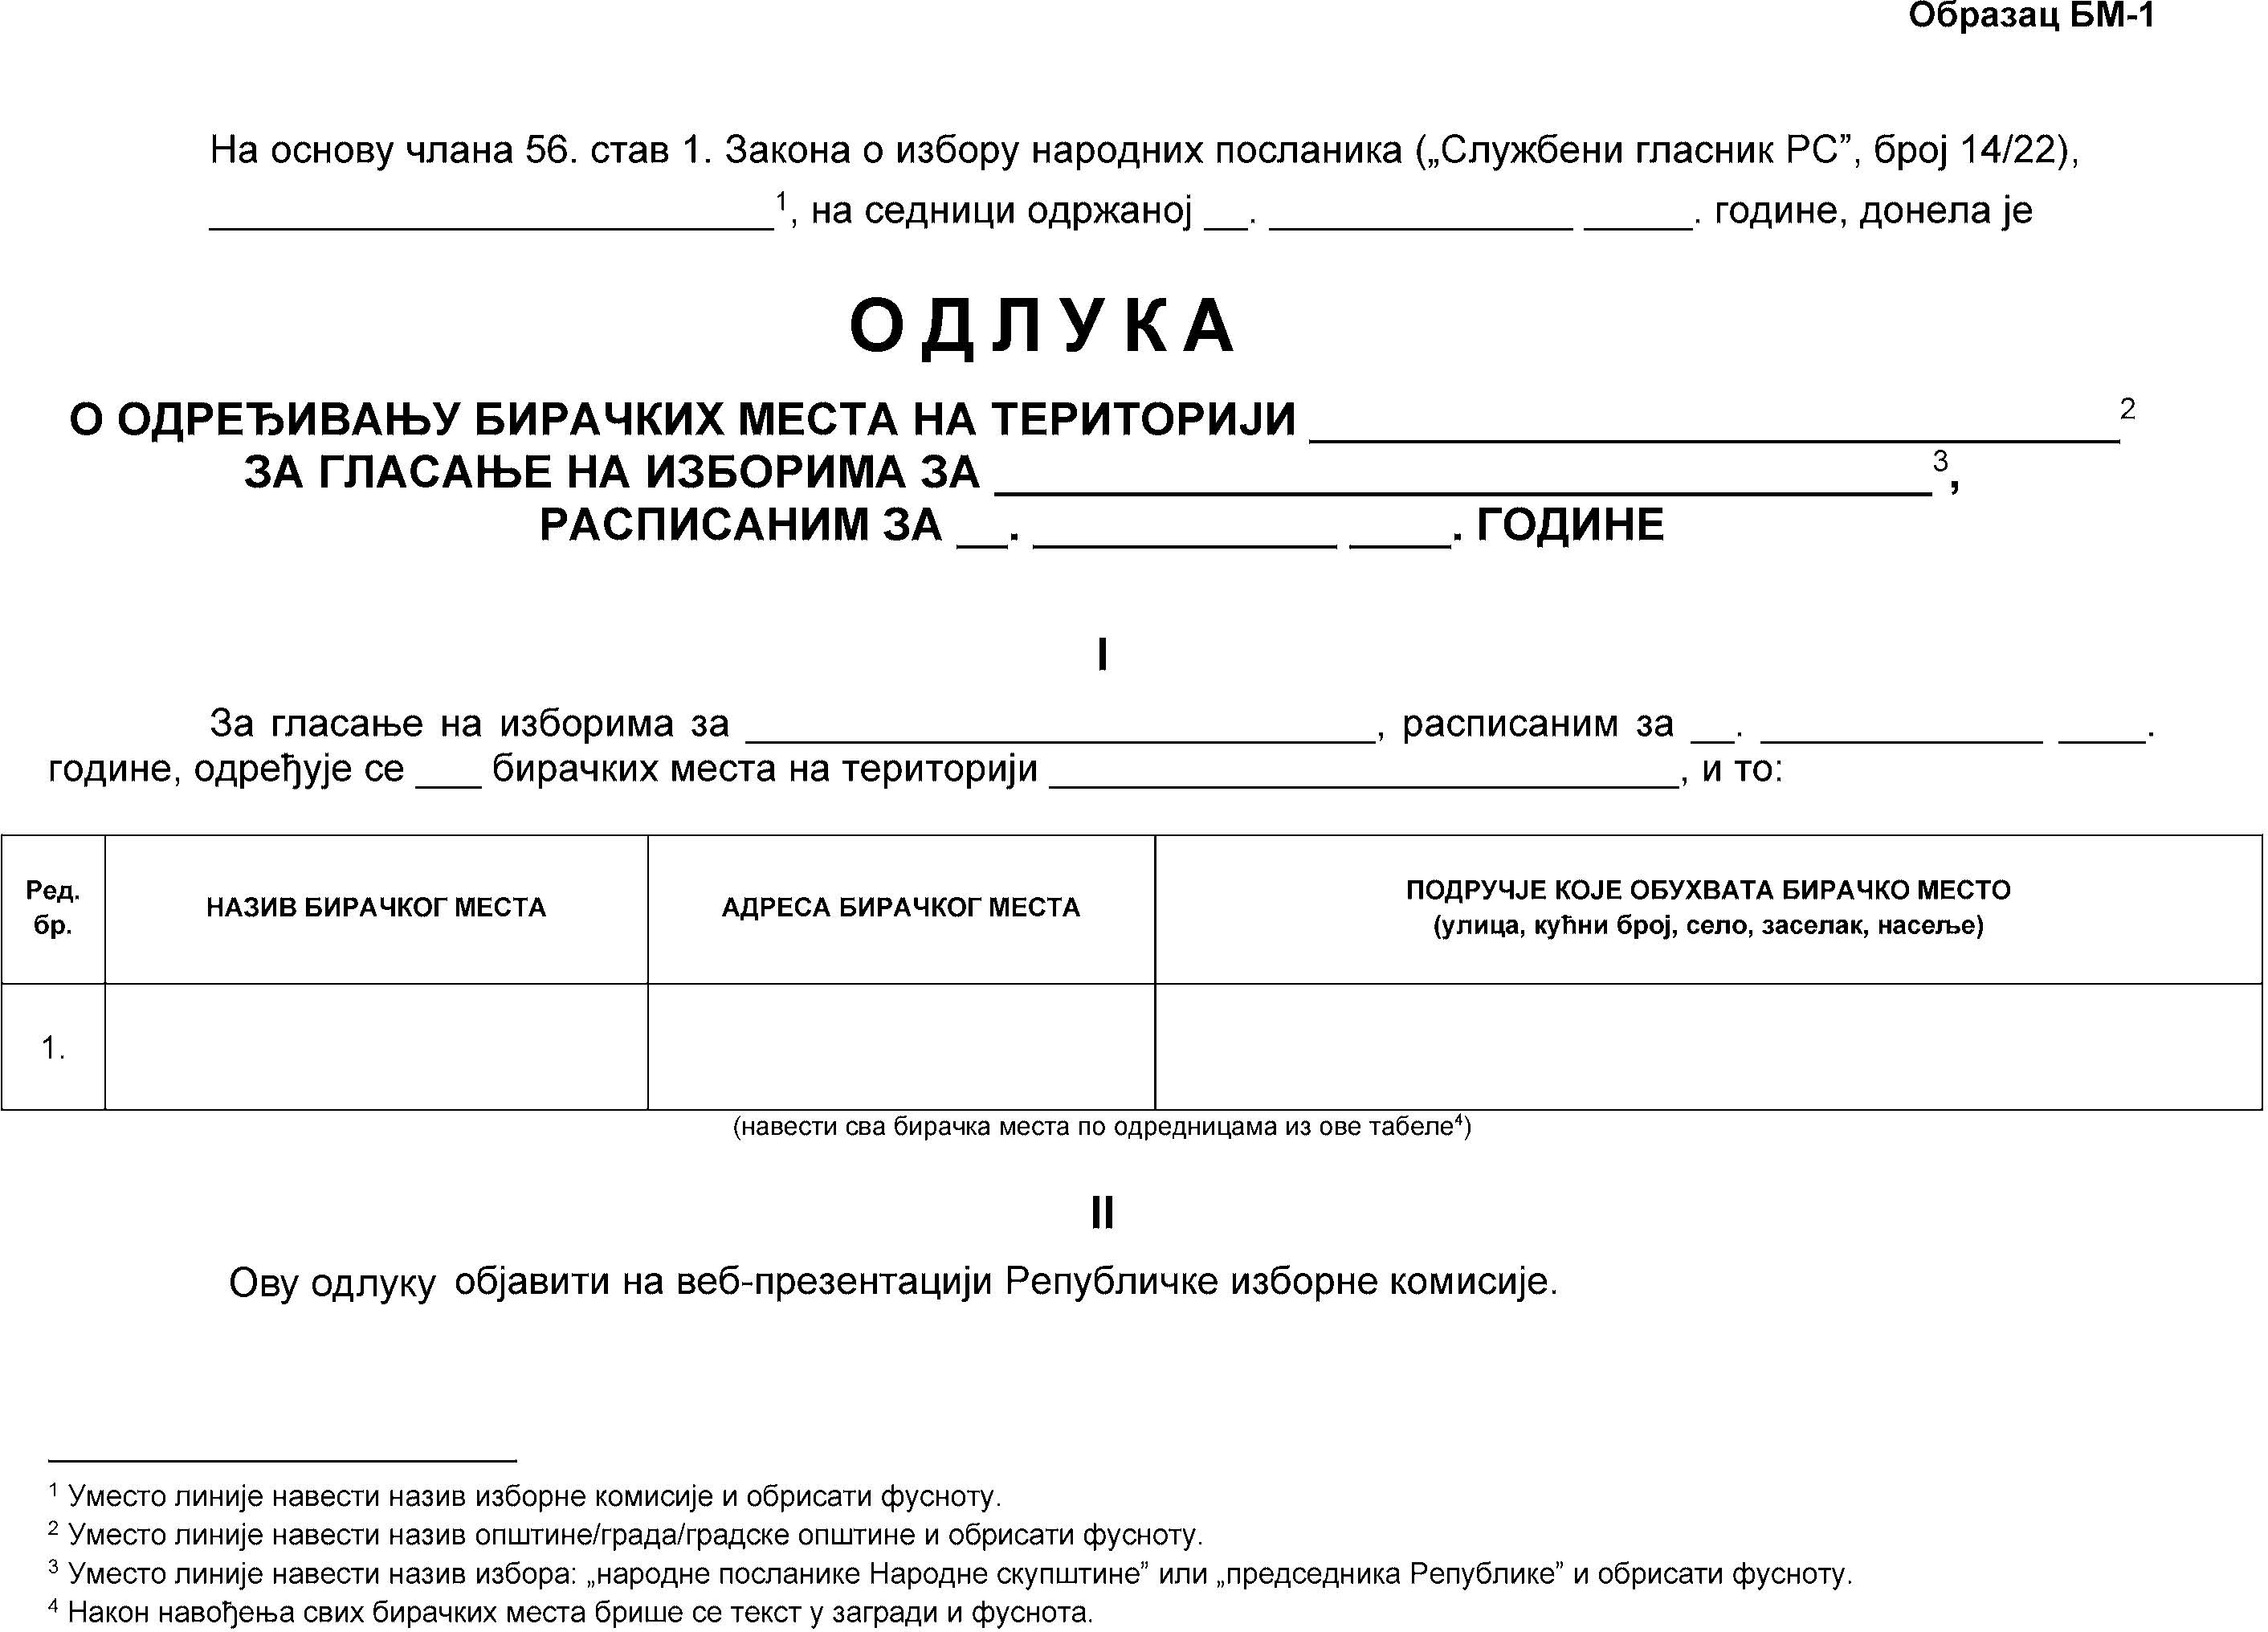 Образац БМ-1
На основу члана 56. став 1. Закона о избору народних посланика („Службени гласник РС”, број 14/22),
__________________________1, на седници одржаној __. ______________ _____. године, донела је
О Д Л У К А
О ОДРЕЂИВАЊУ БИРАЧКИХ МЕСТА НА ТЕРИТОРИЈИ ________________________________2
ЗА ГЛАСАЊЕ НА ИЗБОРИМА ЗА _____________________________________3,
РАСПИСАНИМ ЗА __. ____________ ____. ГОДИНЕ
I
За гласање на изборима за _____________________________, расписаним за __. _____________ ____.
године, одређује се ___ бирачких места на територији _____________________________, и то:
Ред. бр.
НАЗИВ БИРАЧКОГ МЕСТА
АДРЕСА БИРАЧКОГ МЕСТА
ПОДРУЧЈЕ КОЈЕ ОБУХВАТА БИРАЧКО МЕСТО
(улица, кућни број, село, заселак, насеље)
1.
(навести сва бирачка места по одредницама из ове табеле4)
II
Ову одлуку објавити на веб-презентацији Републичке изборне комисије.
1 Уместо линије навести назив изборне комисије и обрисати фусноту.
2 Уместо линије навести назив општине/града/градске општине и обрисати фусноту.
3 Уместо линије навести назив избора: „народне посланике Народне скупштине” или „председника Републике” и обрисати фусноту.
4 Након навођења свих бирачких места брише се текст у загради и фуснота.